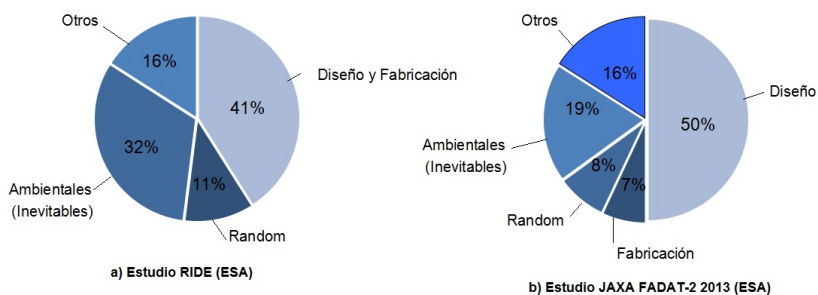 Otros
16%
41%
Diseño y Fabricación
32%
Ambientales
(Inevitables)
11%
Random
a) Estudio RIDE (ESA)
Otros
16%
Diseño
50%
19%
Ambientales
(Inevitables)
8%
7%
Random
Fabricación
b) Estudio JAXA FADAT-2 2013 (ESA)